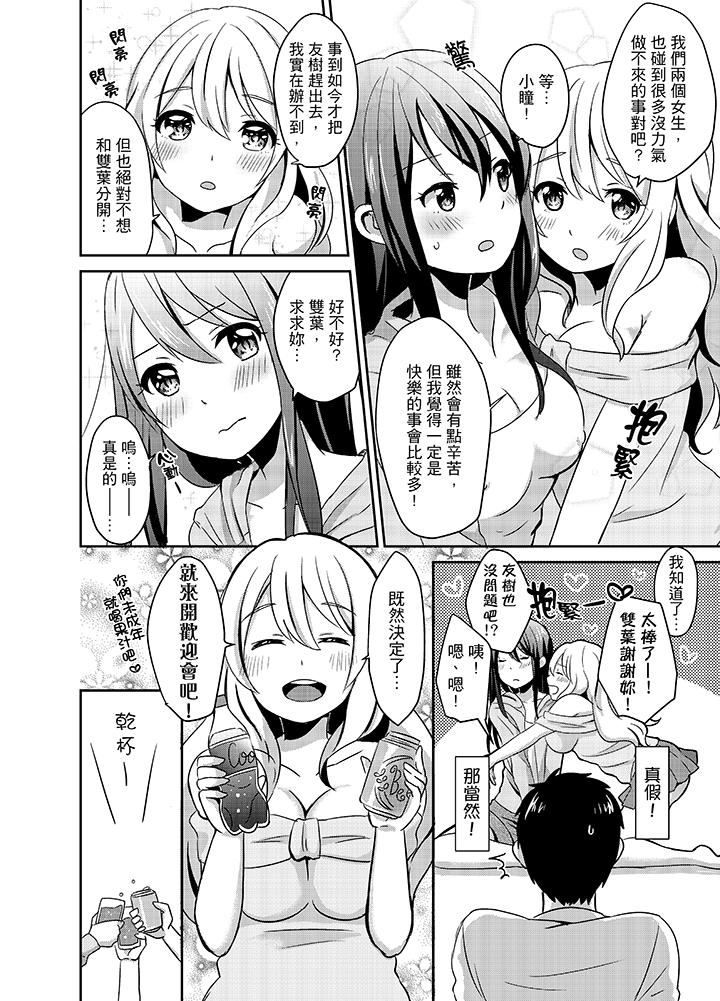 我們兩個女生，
也碰到很多沒力氣
做不來的事對吧？
等…
小瞳！
驚
抱緊
雖然會有點辛苦，
但我覺得一定是
快樂的事會比較多！
事到如今才把
友樹趕出去，
我實在辦不到，
閃亮
閃亮
閃亮
但也絕對不想
和雙葉分開…
好不好？
雙葉，
求求妳…
心動
嗚…嗚—
真是的—…
我知道了…
太棒了—！
雙葉謝謝妳！
抱緊—
友樹也
沒問題吧!?
咦！
嗯、嗯！
真假！
那當然！
既然決定了…
就來開歡迎會吧！
你們未成年
就喝果汁吧
Coo
乾杯—